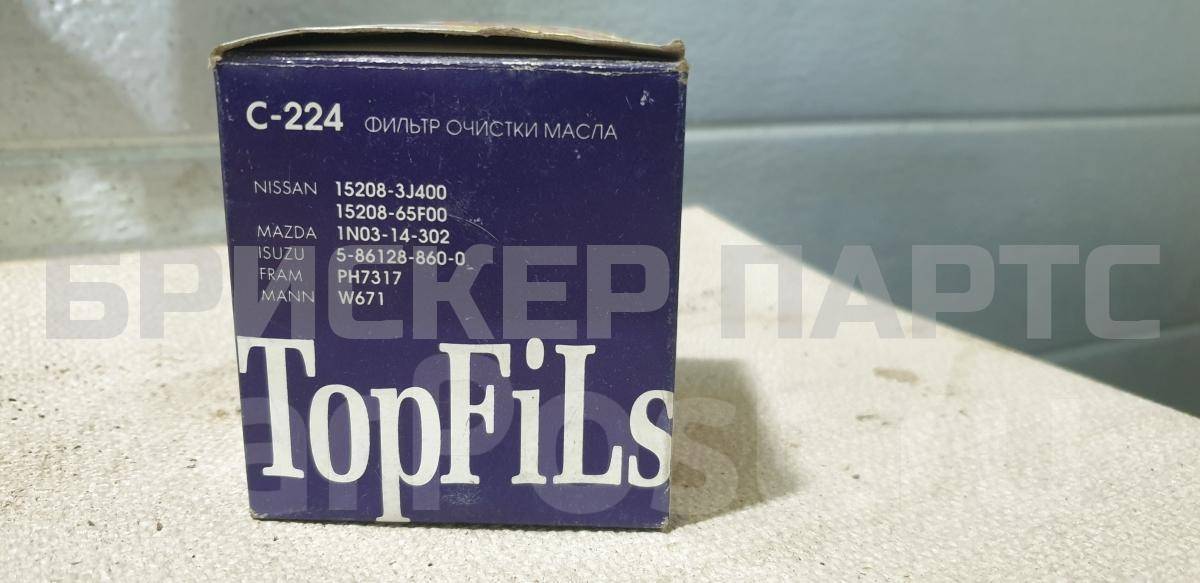 C-224 ФИЛЬТР ОЧИСТКИ МАСЛА
NISSAN 15208-3J400
15208-65F00
MAZDA 1N03-14-302
ISUZU 5-86128-860-0
FRAM PH7317
MANN W671
БРИСКЕР ПАРТС
TopFiLs